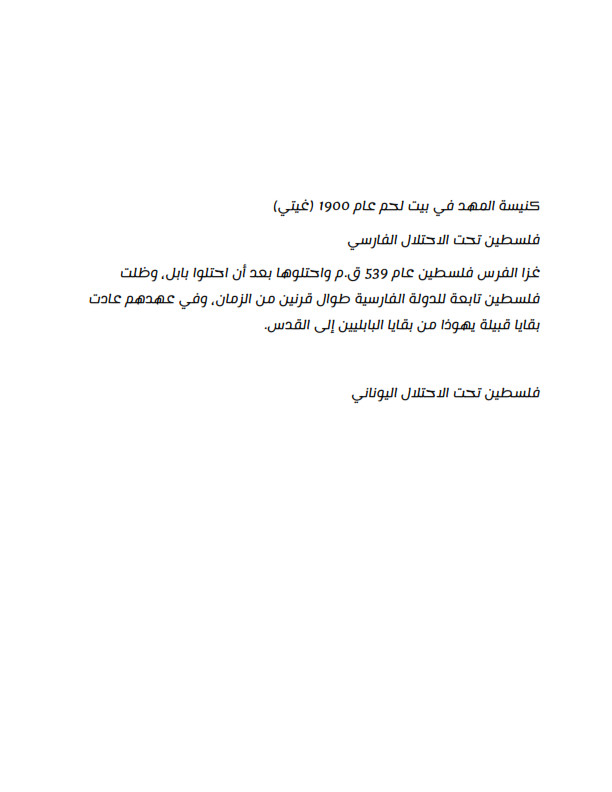 كنيسة المهد في بيت لحم عام 1900 (غيتي)
فلسطين تحت الاحتلال الفارسي
غزا الفرس فلسطين عام 539 ق.م واحتلوها بعد أن احتلوا بابل، وظلت
فلسطين تابعة للدولة الفارسية طوال قرنين من الزمان، وفي عهدهم عادت
بقايا قبيلة يهوذا من بقايا البابليين إلى القدس.
فلسطين تحت الاحتلال اليوناني